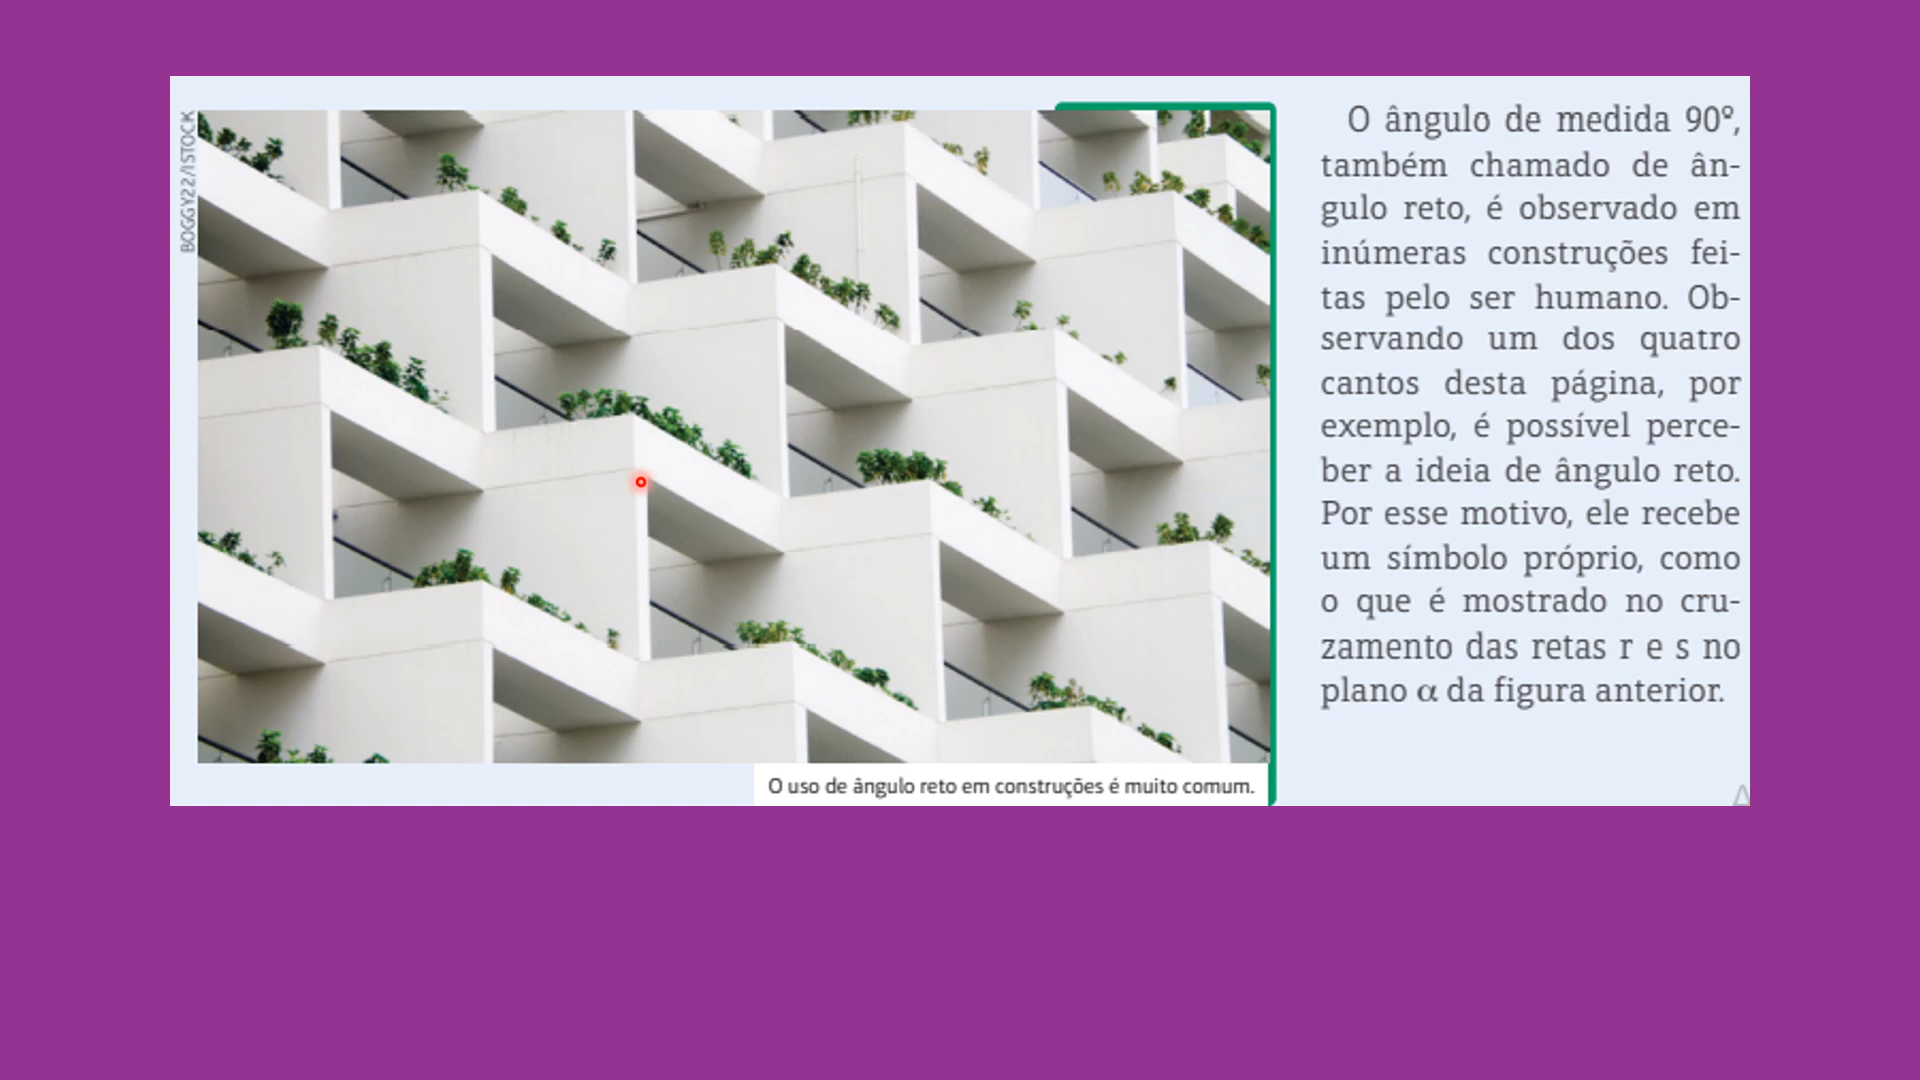 BOGGY22/ISTOCK
O uso de ângulo reto em construções é muito comum.
O ângulo de medida 90º,
também chamado de ân-
gulo reto, é observado em
inúmeras construções fei-
tas pelo ser humano. Ob-
servando um dos quatro
cantos desta página, por
exemplo, é possível perce-
ber a ideia de ângulo reto.
Por esse motivo, ele recebe
um símbolo próprio, como
o que é mostrado no cru-
zamento das retas r e s no
plano α da figura anterior.